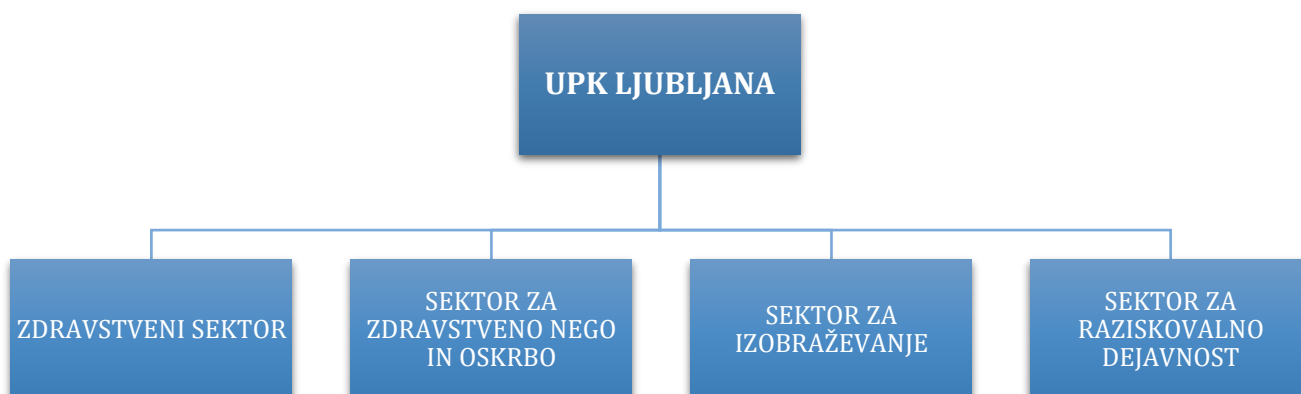 UPK LJUBLJANA
ZDRAVSTVENI SEKTOR
SEKTOR ZA
ZDRAVSTVENO NEGO
IN OSKRBO
SEKTOR ZA
IZOBRAŽEVANJE
SEKTOR ZA
RAZISKOVALNO
DEJAVNOST